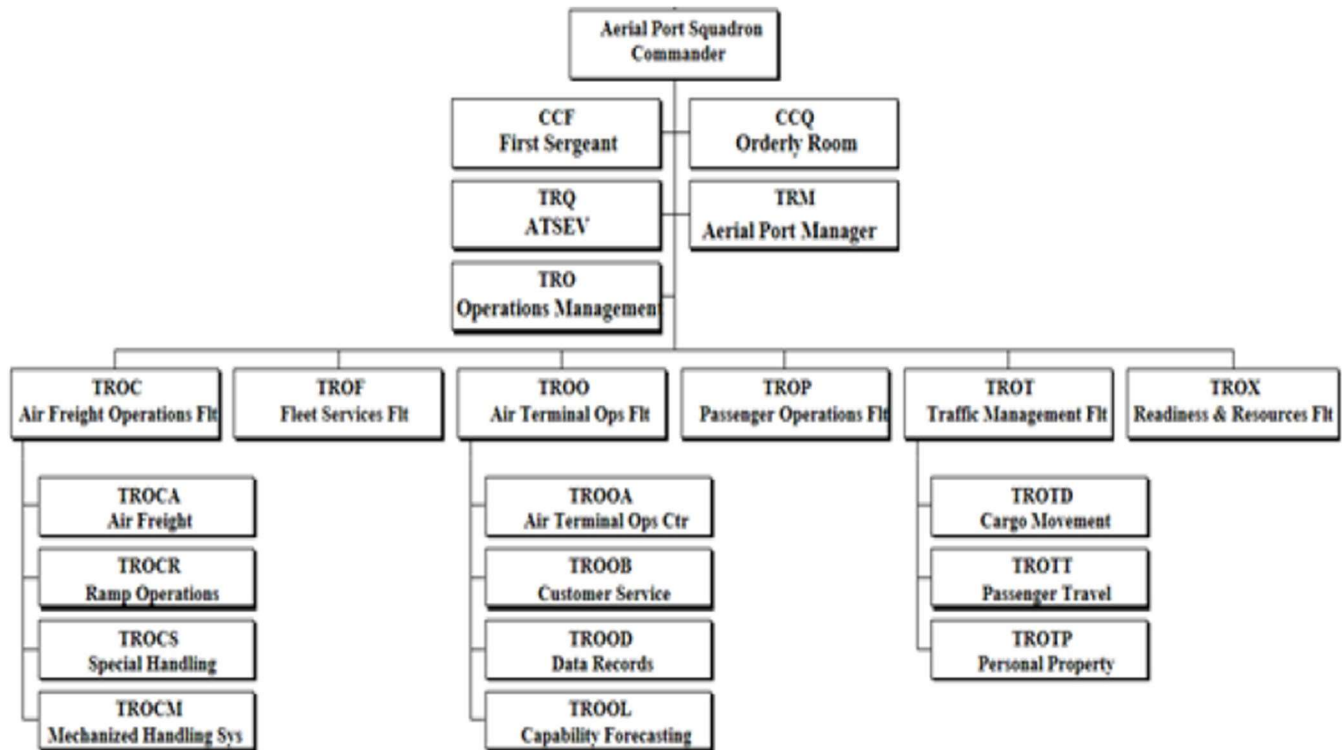 Aerial Port Squadron
Commander
CCF
First Sergeant
CCQ
Orderly Room
TRQ
ATSEV
TRM
Aerial Port Manager
TRO
Operations Management
TROC
Air Freight Operations Flt
TROF
Fleet Services Flt
TROO
Air Terminal Ops Flt
TROP
Passenger Operations Flt
TROT
Traffic Management Flt
TROX
Readiness & Resources Flt
TROCA
Air Freight
TROCR
Ramp Operations
TROCS
Special Handling
TROCM
Mechanized Handling Sys
TROOA
Air Terminal Ops Ctr
TROOB
Customer Service
TROOD
Data Records
TROOL
Capability Forecasting
TROTD
Cargo Movement
TROTT
Passenger Travel
TROTP
Personal Property